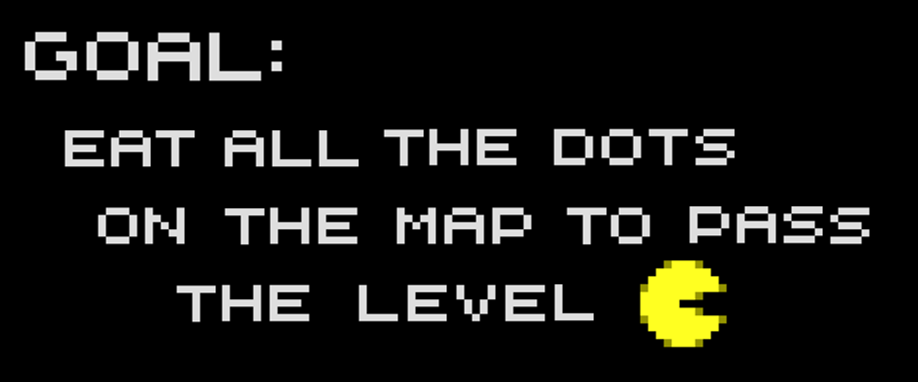 GOAL:
EAT ALL THE DOTS
ON THE MAP TO PASS
THE LEVEL